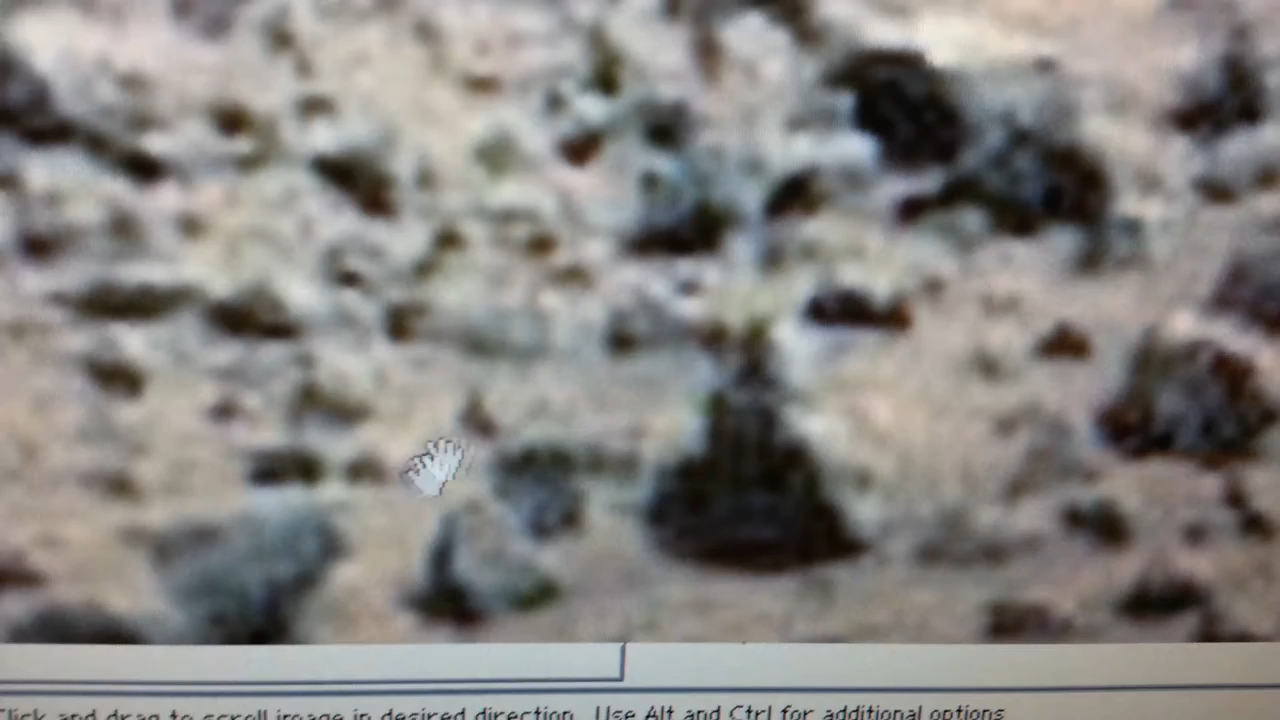 Click and drag to scroll image in desired direction. Use Alt and Ctrl for additional options